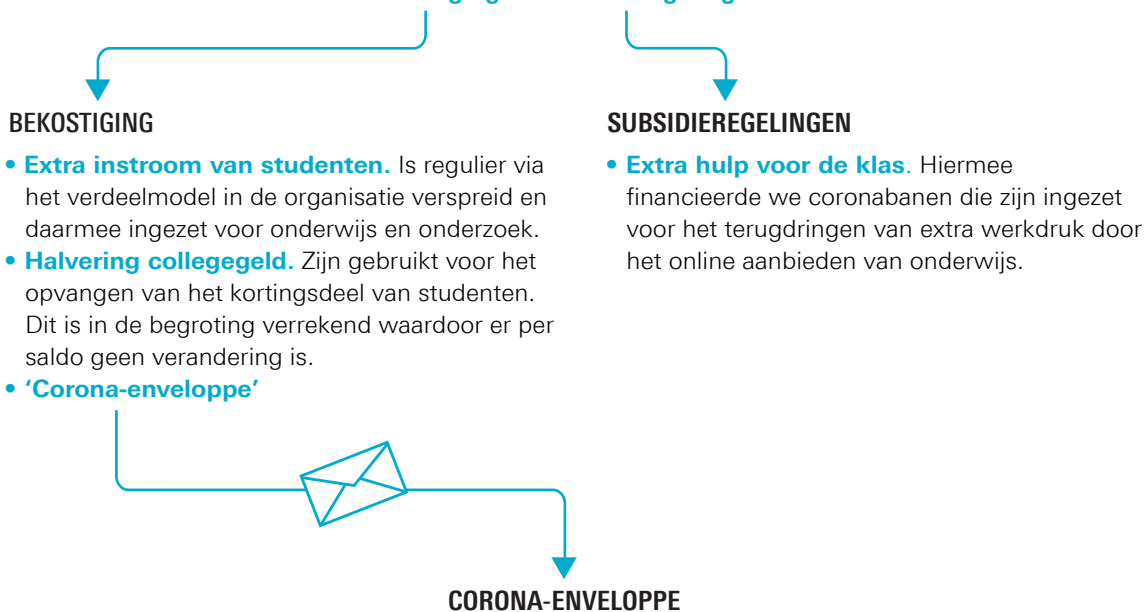 BEKOSTIGING
• Extra instroom van studenten. Is regulier via
het verdeelmodel in de organisatie verspreid en
daarmee ingezet voor onderwijs en onderzoek.
• Halvering collegegeld. Zijn gebruikt voor het
opvangen van het kortingsdeel van studenten.
Dit is in de begroting verrekend waardoor er per
saldo geen verandering is.
• ‘Corona-enveloppe’
SUBSIDIEREGELINGEN
• Extra hulp voor de klas. Hiermee
financieerde we coronabanen die zijn ingezet
voor het terugdringen van extra werkdruk door
het online aanbieden van onderwijs.
CORONA-ENVELOPPE